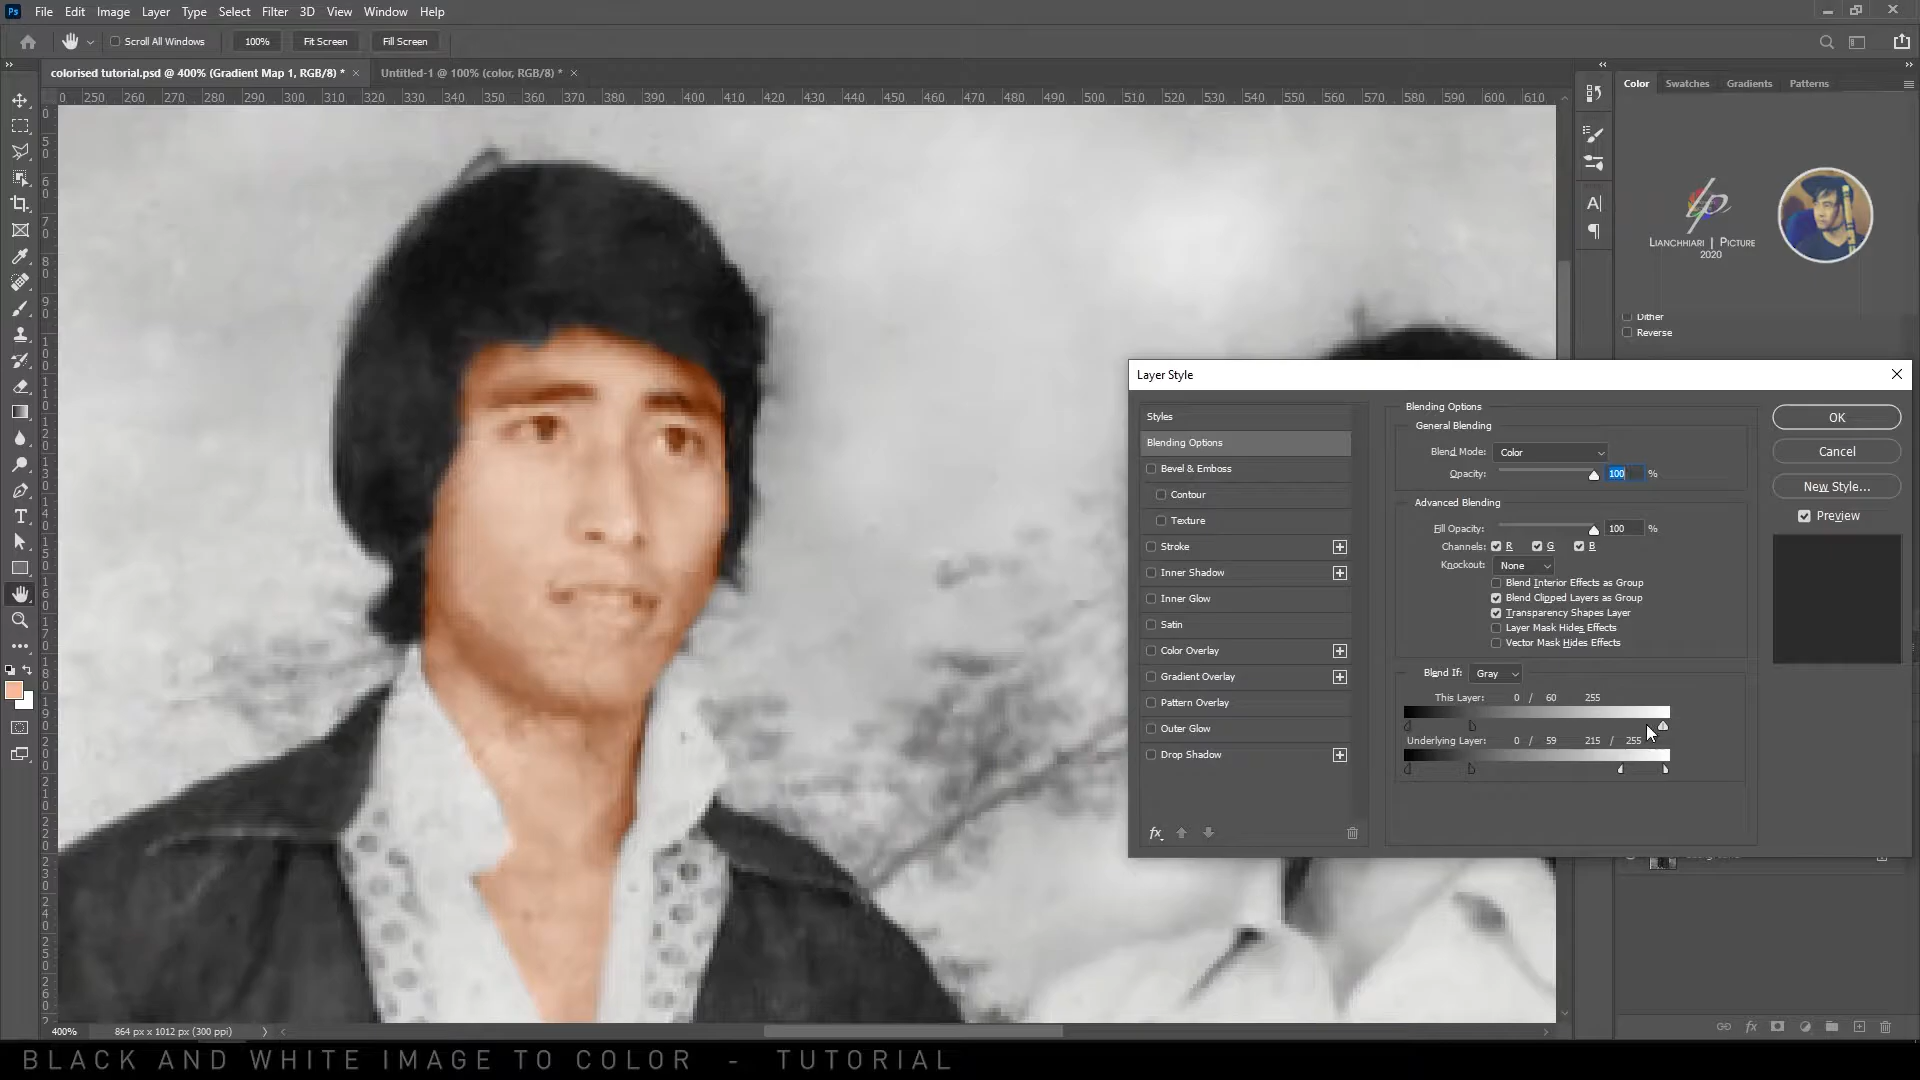 Ps File Edit Image Layer Type Select Filter 3D View Window Help
Scroll All Windows 100% Fit Screen Fill Screen
colorised tutorial.psd @ 400% (Gradient Map 1, RGB/8) * × Untitled-1 @ 100% (color, RGB/8) * ×
Color Swatches Gradients Patterns
0 250 260 270 280 290 300 310 320 330 340 350 360 370 380 390 400 410 420 430 440 450 460 470 480 490 500 510 520 530 540 550 560 570 580 590 600 610
LIANCHHIARI | PICTURE
2020
Dither
Reverse
Layer Style
Styles
Blending Options
Bevel & Emboss
Contour
Texture
Stroke
Inner Shadow
Inner Glow
Satin
Color Overlay
Gradient Overlay
Pattern Overlay
Outer Glow
Drop Shadow
fx
Blending Options
General Blending
Blend Mode: Color
Opacity: 100 %
Advanced Blending
Fill Opacity: 100 %
Channels: R G B
Knockout: None
Blend Interior Effects as Group
Blend Clipped Layers as Group
Transparency Shapes Layer
Layer Mask Hides Effects
Vector Mask Hides Effects
Blend If: Gray
This Layer: 0 / 60 255
Underlying Layer: 0 / 59 215 / 255
OK
Cancel
New Style...
Preview
400% 864 px x 1012 px (300 ppi)
BLACK AND WHITE IMAGE TO COLOR - TUTORIAL